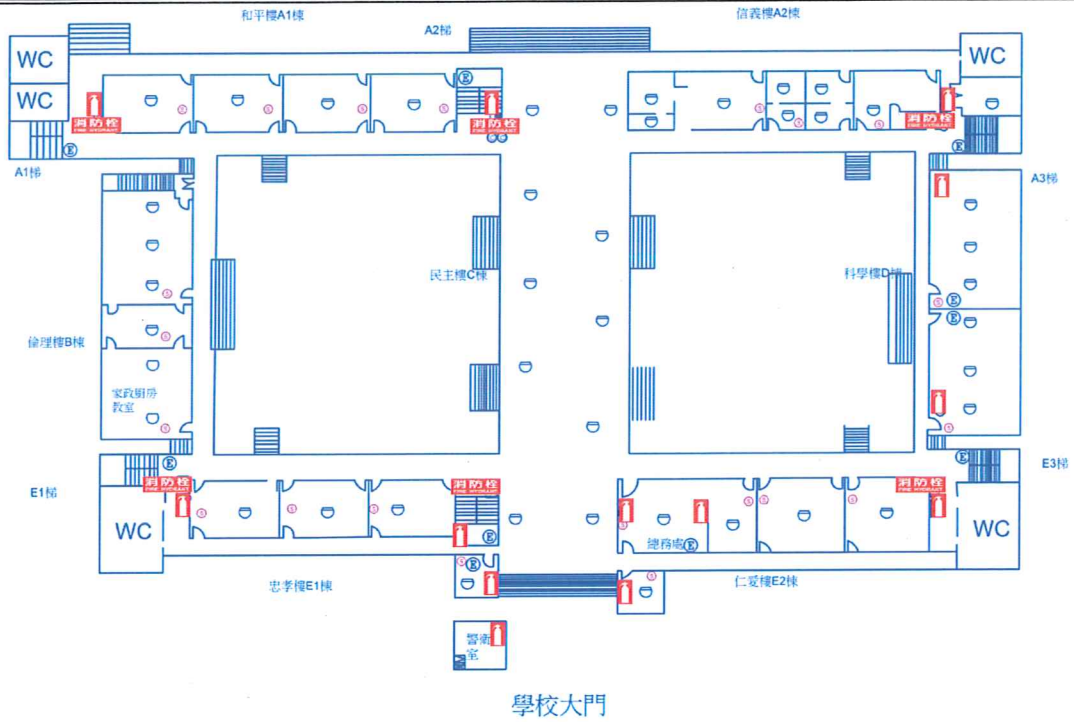 和平樓A1棟
A2梯
信義樓A2棟
WC
WC
WC
E
消防栓
FIRE HYDRANT
消防栓
FIRE HYDRANT
消防栓
FIRE HYDRANT
S
S
S
S
S
S
S
E
E
A1梯
A3梯
民主樓C棟
科學樓D棟
S
S
E
E
倫理樓B棟
S
家政廚房
教室
S
S
E
E
E1梯
E3梯
消防栓
FIRE HYDRANT
消防栓
FIRE HYDRANT
消防栓
FIRE HYDRANT
WC
WC
S
S
S
S
S
S
E
總務處
E
S
E
S
忠孝樓E1棟
仁愛樓E2棟
警衛
室
學校大門